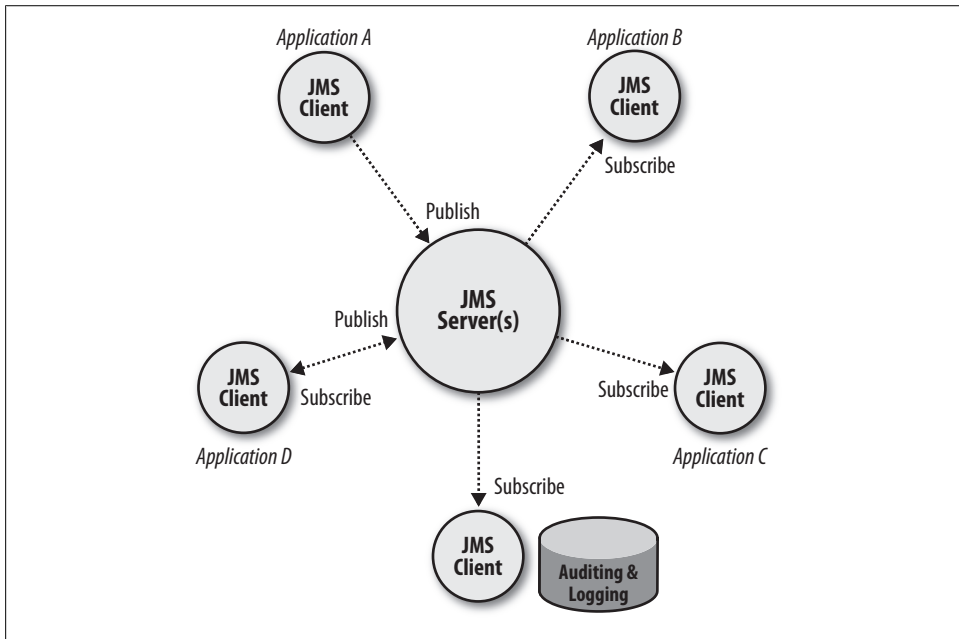 Application A
JMS
Client
Application B
JMS
Client
Subscribe
Publish
JMS
Server(s)
Publish
Subscribe
JMS
Client
Application D
Subscribe
JMS
Client
Application C
Subscribe
JMS
Client
Auditing &
Logging